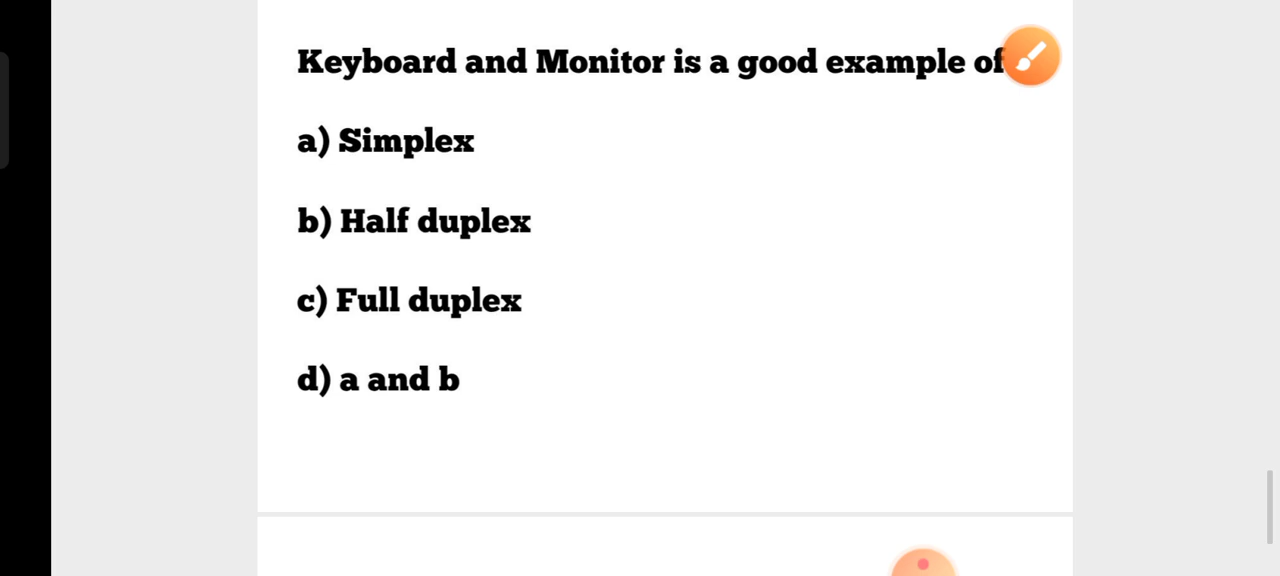 Keyboard and Monitor is a good example of
a) Simplex
b) Half duplex
c) Full duplex
d) a and b